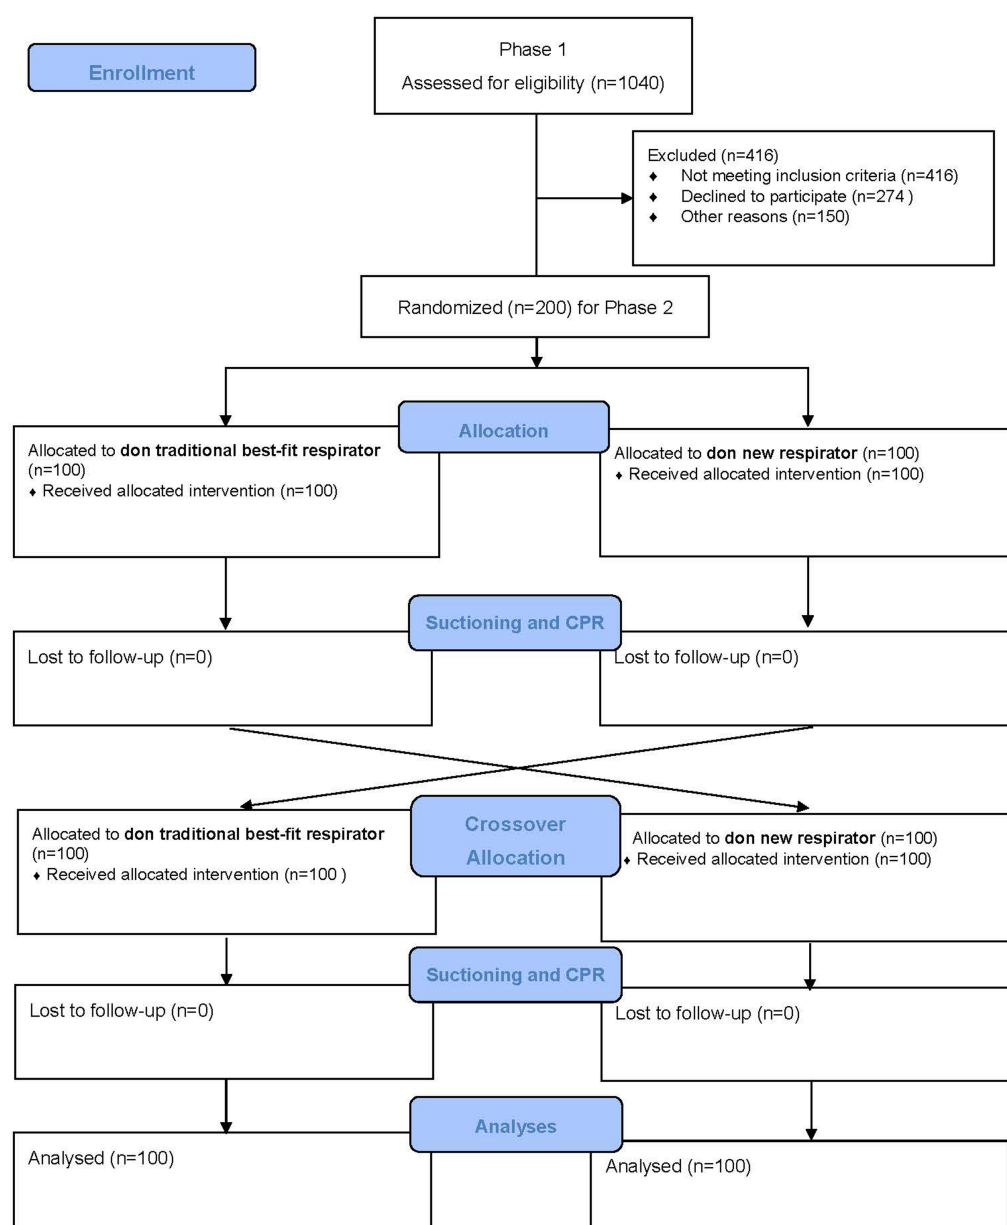 Enrollment
Phase 1
Assessed for eligibility (n=1040)
Excluded (n=416)
♦ Not meeting inclusion criteria (n=416)
♦ Declined to participate (n=274 )
♦ Other reasons (n=150)
Randomized (n=200) for Phase 2
Allocation
Allocated to don traditional best-fit respirator
(n=100)
♦ Received allocated intervention (n=100)
Allocated to don new respirator (n=100)
♦ Received allocated intervention (n=100)
Suctioning and CPR
Lost to follow-up (n=0)
Lost to follow-up (n=0)
Crossover
Allocation
Allocated to don traditional best-fit respirator
(n=100)
♦ Received allocated intervention (n=100 )
Allocated to don new respirator (n=100)
♦ Received allocated intervention (n=100)
Suctioning and CPR
Lost to follow-up (n=0)
Lost to follow-up (n=0)
Analyses
Analysed (n=100)
Analysed (n=100)